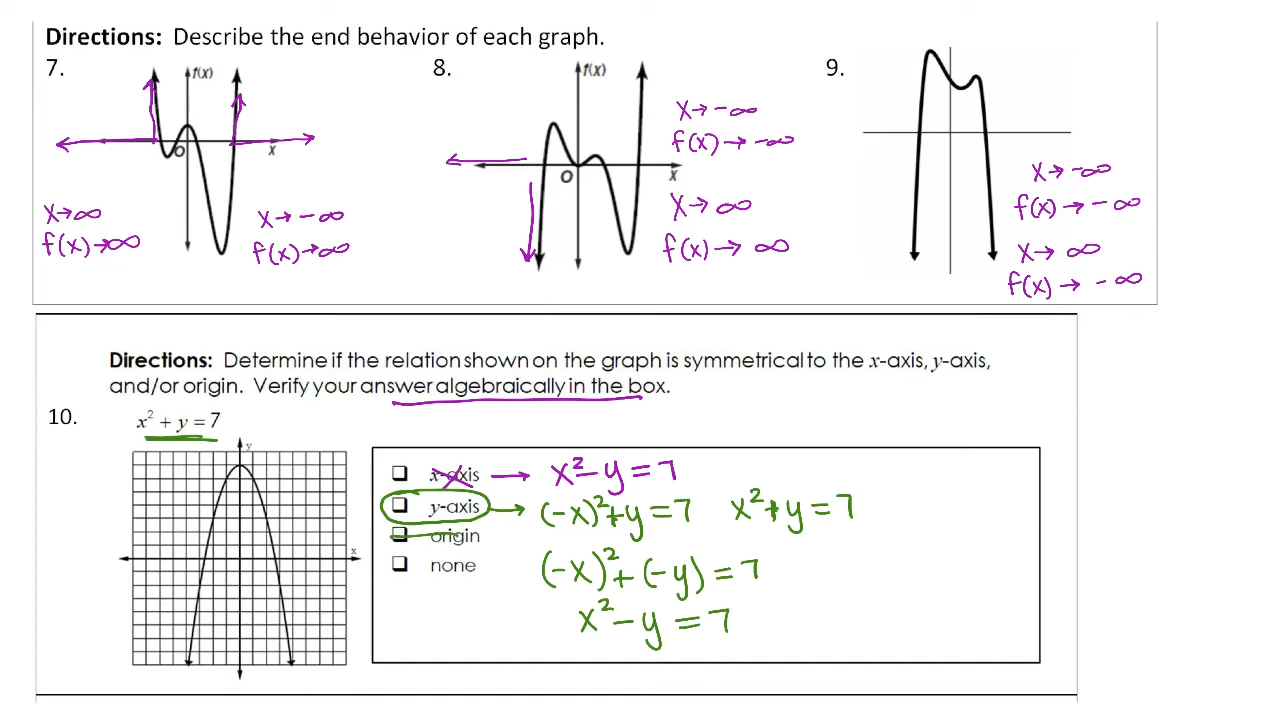 Directions: Describe the end behavior of each graph.
7.
f(x)
O
x
x→∞
f(x)→∞
x→-∞
f(x)→∞
8.
f(x)
O
x
x→-∞
f(x)→-∞
x→∞
f(x)→∞
9.
x→-∞
f(x)→-∞
x→∞
f(x)→-∞
Directions: Determine if the relation shown on the graph is symmetrical to the x-axis, y-axis,
and/or origin. Verify your answer algebraically in the box.
10.
x² + y = 7
y
x
x-axis → x²-y=7
y-axis → (-x)²+y=7 x²+y=7
origin
none
(-x)²+(-y)=7
x²-y=7